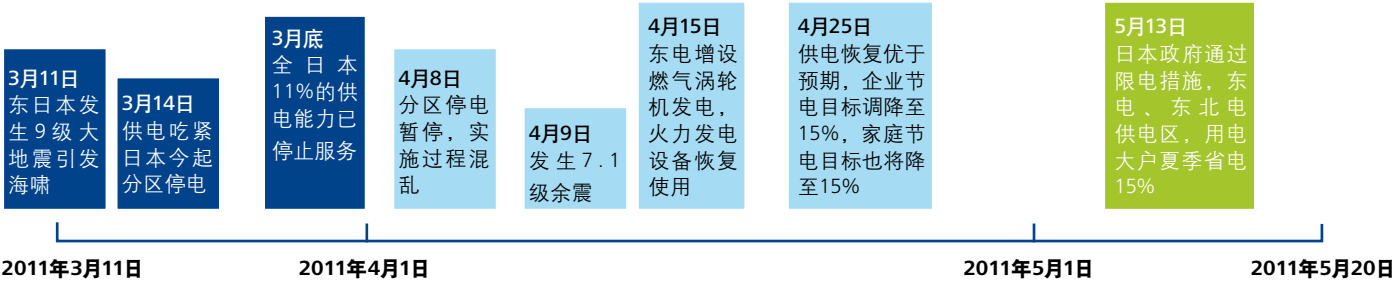 3月11日
东日本发
生9级大
地震引发
海啸
3月14日
供电吃紧
日本今起
分区停电
3月底
全日本
11%的供
电能力已
停止服务
4月8日
分区停电
暂停，实
施过程混
乱
4月9日
发生7.1
级余震
4月15日
东电增设
燃气涡轮
机发电，
火力发电
设备恢复
使用
4月25日
供电恢复优于
预期，企业节
电目标调降至
15%，家庭节
电目标也将降
至15%
5月13日
日本政府通过
限电措施，东
电、东北电
供电区，用电
大户夏季省电
15%
2011年3月11日
2011年4月1日
2011年5月1日
2011年5月20日